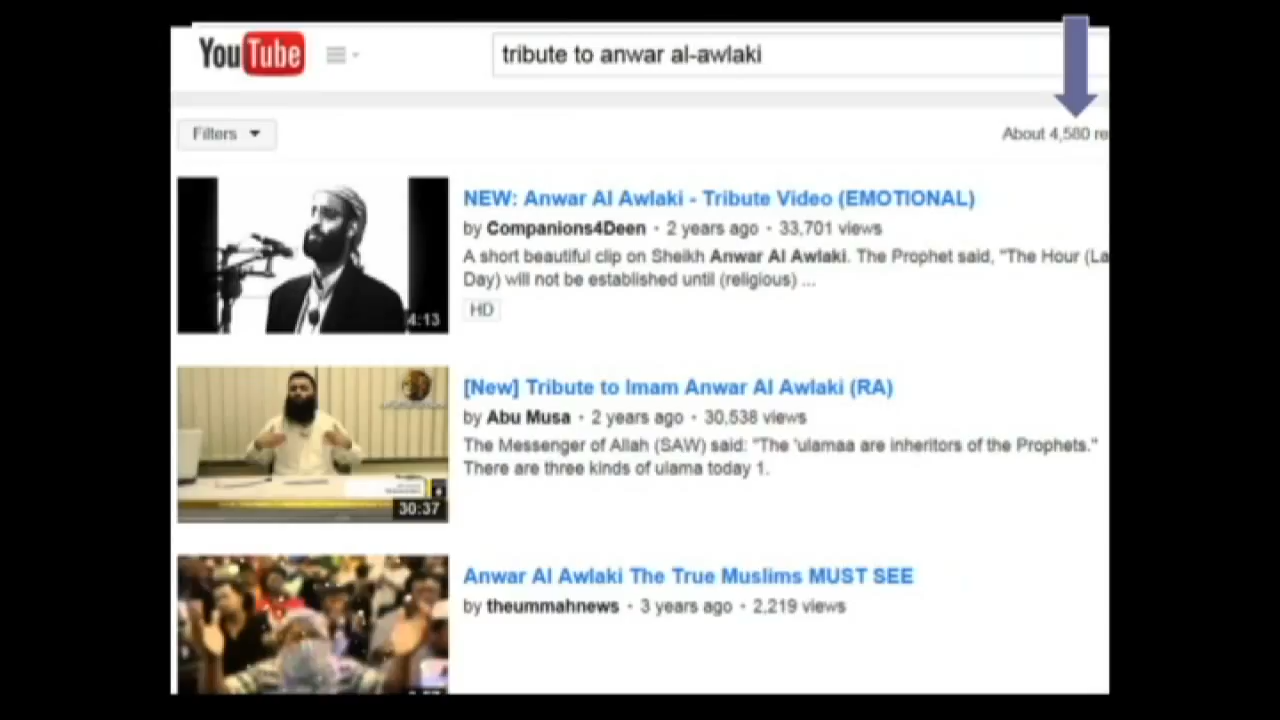 YouTube
tribute to anwar al-awlaki
Filters
About 4,580 re
NEW: Anwar Al Awlaki - Tribute Video (EMOTIONAL)
by Companions4Deen · 2 years ago · 33,701 views
A short beautiful clip on Sheikh Anwar Al Awlaki. The Prophet said, "The Hour (La
Day) will not be established until (religious) ...
HD
4:13
[New] Tribute to Imam Anwar Al Awlaki (RA)
by Abu Musa · 2 years ago · 30,538 views
The Messenger of Allah (SAW) said: "The 'ulamaa are inheritors of the Prophets."
There are three kinds of ulama today 1.
30:37
Anwar Al Awlaki The True Muslims MUST SEE
by theummahnews · 3 years ago · 2,219 views